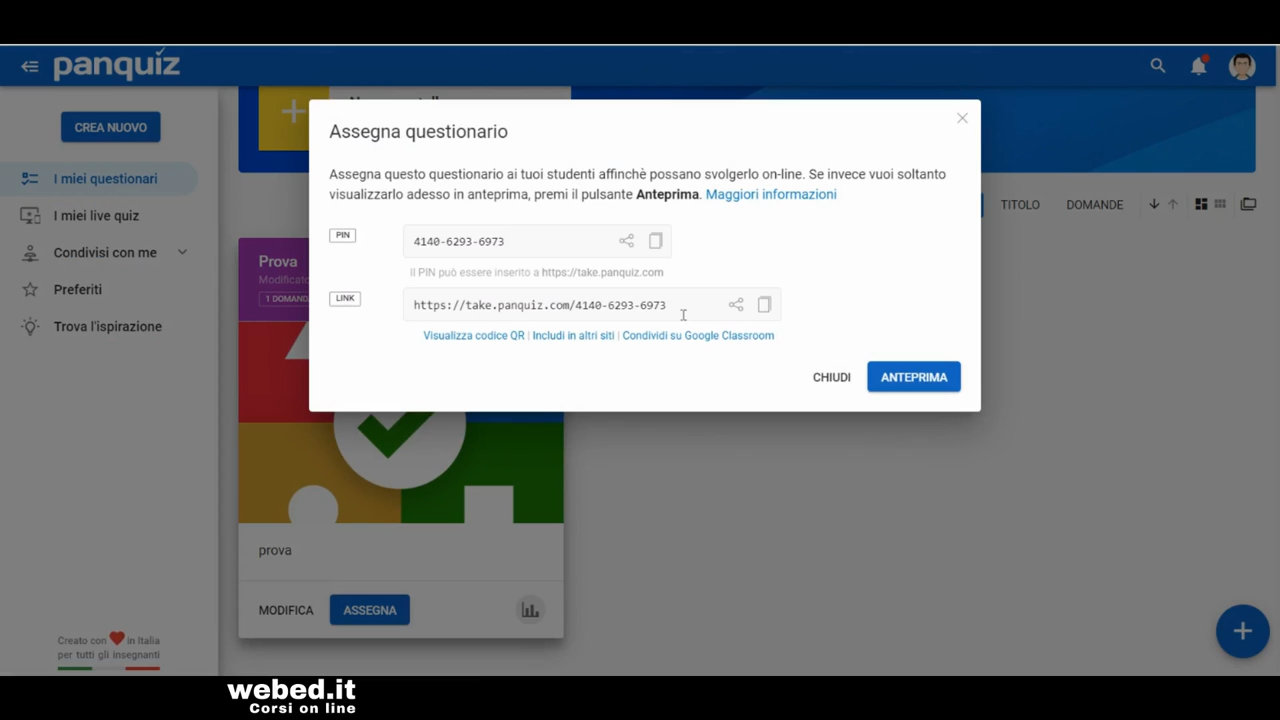 panquiz
CREA NUOVO
I miei questionari
I miei live quiz
Condivisi con me
Preferiti
Trova l'ispirazione
Creato con in Italia
per tutti gli insegnanti
TITOLO
DOMANDE
Prova
Modificato
1 DOMAND
Assegna questionario
Assegna questo questionario ai tuoi studenti affinchè possano svolgerlo on-line. Se invece vuoi soltanto
visualizzarlo adesso in anteprima, premi il pulsante Anteprima. Maggiori informazioni
PIN
4140-6293-6973
Il PIN può essere inserito a https://take.panquiz.com
LINK
https://take.panquiz.com/4140-6293-6973
Visualizza codice QR | Includi in altri siti | Condividi su Google Classroom
CHIUDI
ANTEPRIMA
prova
MODIFICA
ASSEGNA
webed.it
Corsi on line